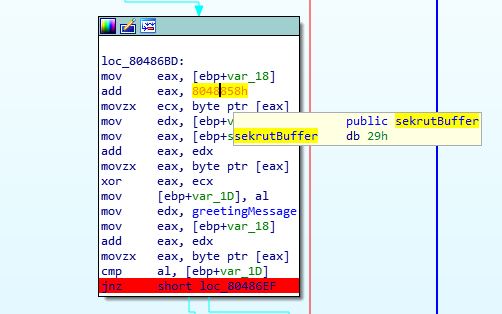 loc_80486BD:
mov eax, [ebp+var_18]
add eax, 8048858h
movzx ecx, byte ptr [eax]
mov edx, [ebp+v
public sekrutBuffer
mov eax, [ebp+s
sekrutBuffer db 29h
add eax, edx
movzx eax, byte ptr [eax]
xor eax, ecx
mov [ebp+var_1D], al
mov edx, greetingMessage
mov eax, [ebp+var_18]
add eax, edx
movzx eax, byte ptr [eax]
cmp al, [ebp+var_1D]
jnz short loc_80486EF